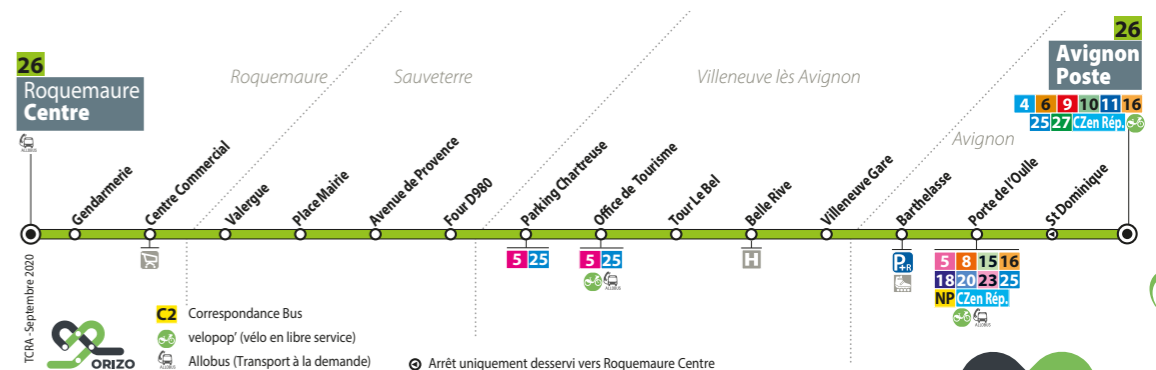 26
Roquemaure
Centre
ALLOBUS
Roquemaure
Sauveterre
Villeneuve lès Avignon
Avignon
26
Avignon
Poste
4 6 9 10 11 16
25 27 CZen Rép.
Gendarmerie
Centre Commercial
Valergue
Place Mairie
Avenue de Provence
Four D980
Parking Chartreuse
Office de Tourisme
Tour Le Bel
Belle Rive
Villeneuve Gare
Barthelasse
Porte de l'Oulle
St Dominique
5 25
5 25
ALLOBUS
H
P+R
5 8 15 16
18 20 23 25
NP CZen Rép.
ALLOBUS
TCRA - Septembre 2020
ORIZO
C2 Correspondance Bus
velopop' (vélo en libre service)
ALLOBUS Allobus (Transport à la demande)
Arrêt uniquement desservi vers Roquemaure Centre